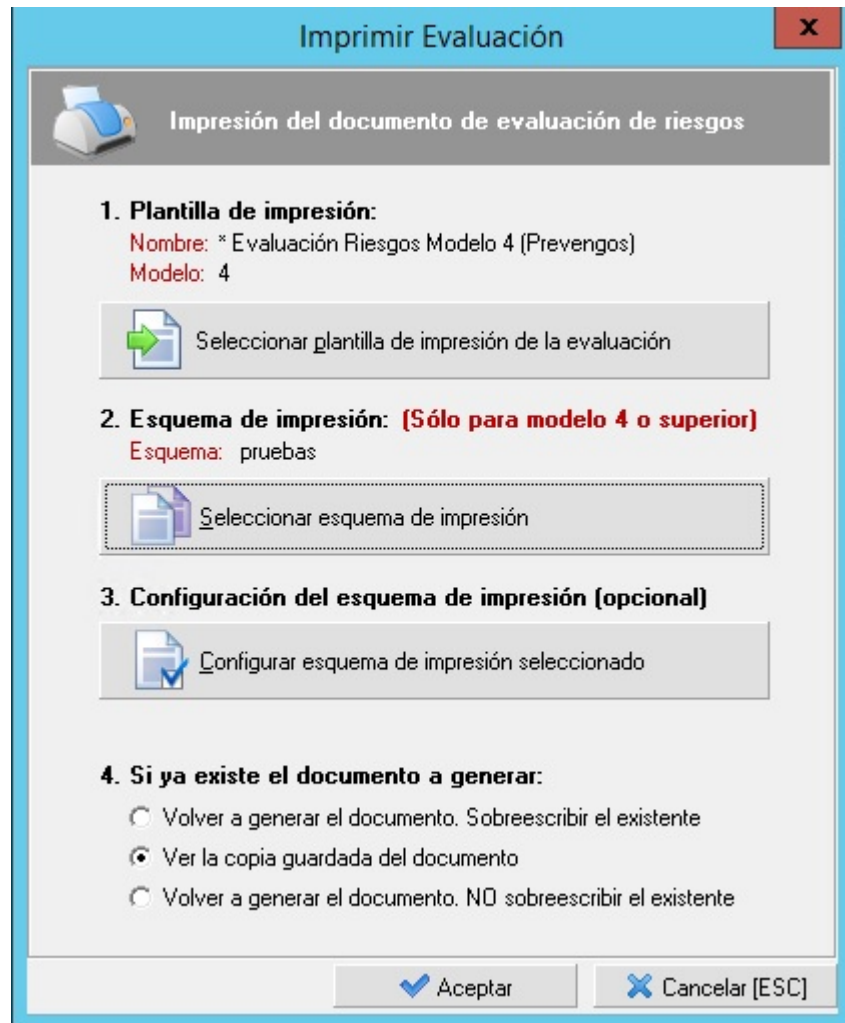 Imprimir Evaluación
x
Impresión del documento de evaluación de riesgos
1. Plantilla de impresión:
Nombre: * Evaluación Riesgos Modelo 4 (Prevengos)
Modelo: 4
Seleccionar plantilla de impresión de la evaluación
2. Esquema de impresión: (Sólo para modelo 4 o superior)
Esquema: pruebas
Seleccionar esquema de impresión
3. Configuración del esquema de impresión (opcional)
Configurar esquema de impresión seleccionado
4. Si ya existe el documento a generar:
Volver a generar el documento. Sobreescribir el existente
Ver la copia guardada del documento
Volver a generar el documento. NO sobreescribir el existente
Aceptar
Cancelar [ESC]